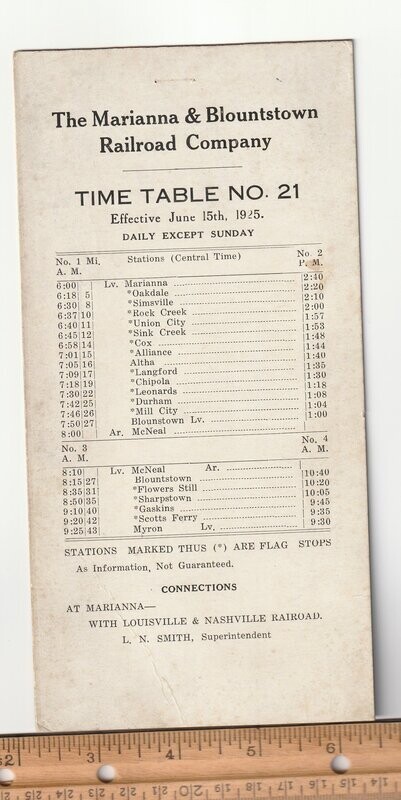 The Marianna & Blountstown
Railroad Company
TIME TABLE NO. 21
Effective June 15th, 1925.
DAILY EXCEPT SUNDAY
No. 1 Mi. Stations (Central Time) No. 2
A. M. P. M.
6:00 Lv. Marianna 2:40
6:18 5 *Oakdale 2:20
6:30 8 *Simsville 2:10
6:37 10 *Rock Creek 2:00
6:40 11 *Union City 1:57
6:45 12 *Sink Creek 1:53
6:58 14 *Cox 1:48
7:01 15 *Alliance 1:44
7:05 16 Altha 1:40
7:09 17 *Langford 1:35
7:18 19 *Chipola 1:30
7:30 22 *Leonards 1:18
7:42 25 *Durham 1:08
7:46 26 *Mill City 1:04
7:50 27 Blounstown Lv. 1:00
8:00 Ar. McNeal
No. 3 No. 4
A. M. A. M.
8:10 Lv. McNeal Ar.
8:15 27 Blountstown 10:40
8:35 31 *Flowers Still 10:20
8:50 35 *Sharpstown 10:05
9:10 40 *Gaskins 9:45
9:20 42 *Scotts Ferry 9:35
9:25 43 Myron Lv. 9:30
STATIONS MARKED THUS (*) ARE FLAG STOPS
As Information, Not Guaranteed.
CONNECTIONS
AT MARIANNA—
WITH LOUISVILLE & NASHVILLE RAIROAD.
L. N. SMITH, Superintendent
2 3 4 5 6